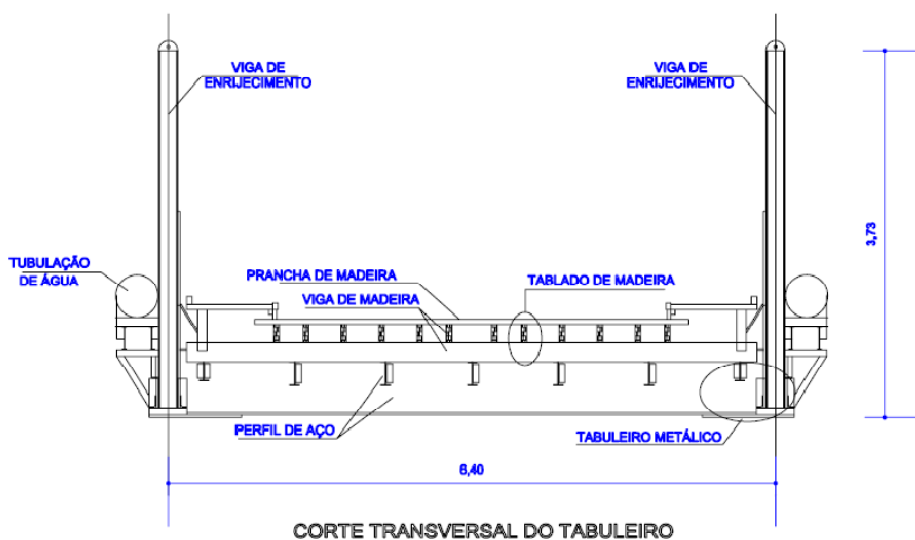 VIGA DE
ENRIJECIMENTO
VIGA DE
ENRIJECIMENTO
3,73
TUBULAÇÃO
DE ÁGUA
PRANCHA DE MADEIRA
VIGA DE MADEIRA
TABLADO DE MADEIRA
PERFIL DE AÇO
TABULEIRO METÁLICO
6,40
CORTE TRANSVERSAL DO TABULEIRO